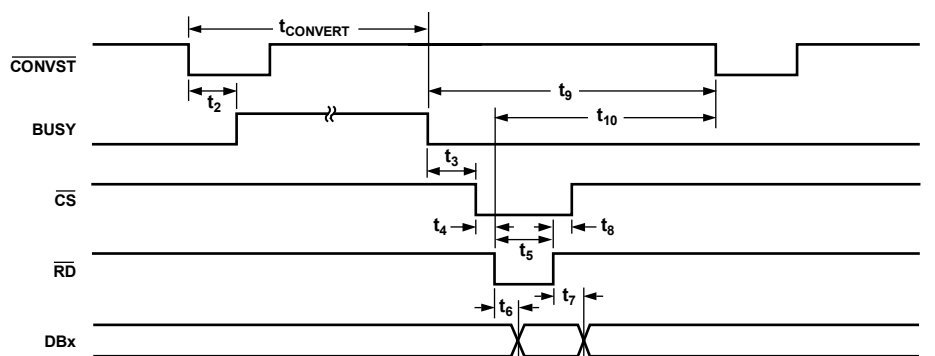 tCONVERT
CONVST
t2
t9
t10
BUSY
t3
CS
t4
t8
t5
RD
t6
t7
DBx